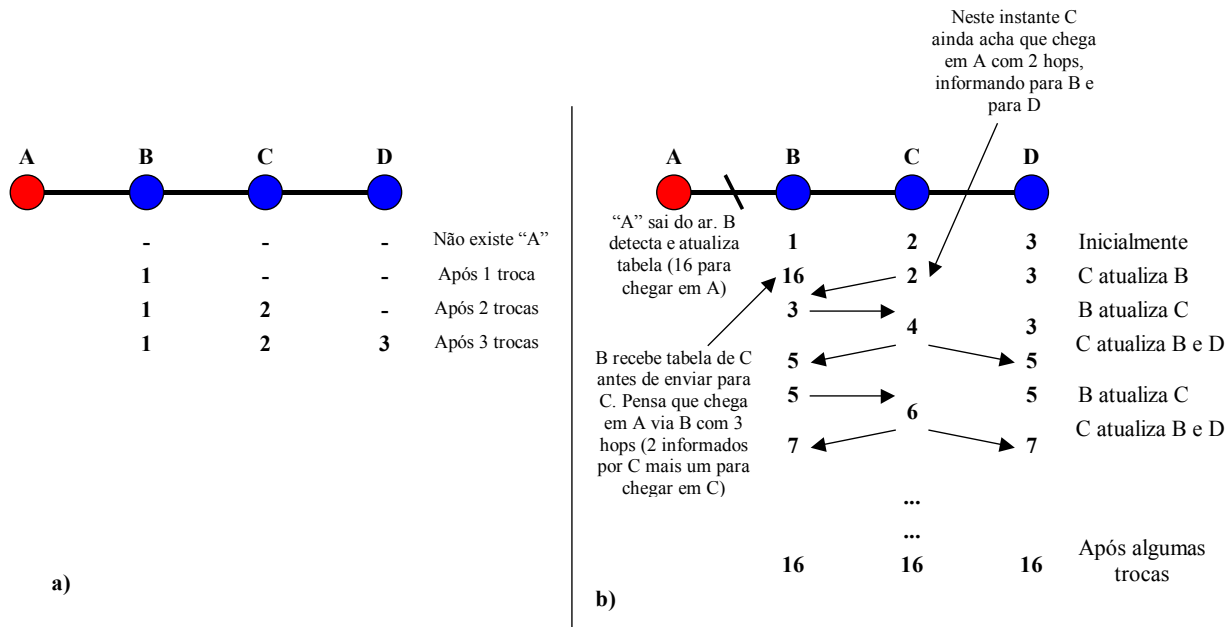 A B C D
Não existe “A”
- - -
Após 1 troca
1 - -
Após 2 trocas
1 2 -
Após 3 trocas
1 2 3
a)
Neste instante C
ainda acha que chega
em A com 2 hops,
informando para B e
para D
A B C D
“A” sai do ar. B
detecta e atualiza
tabela (16 para
chegar em A)
1 2 3 Inicialmente
16 2 3 C atualiza B
3 B atualiza C
4 3
C atualiza B e D
5 5
5 5 B atualiza C
6
C atualiza B e D
7 7
B recebe tabela de C
antes de enviar para
C. Pensa que chega
em A via B com 3
hops (2 informados
por C mais um para
chegar em C)
...
...
16 16 16
Após algumas
trocas
b)